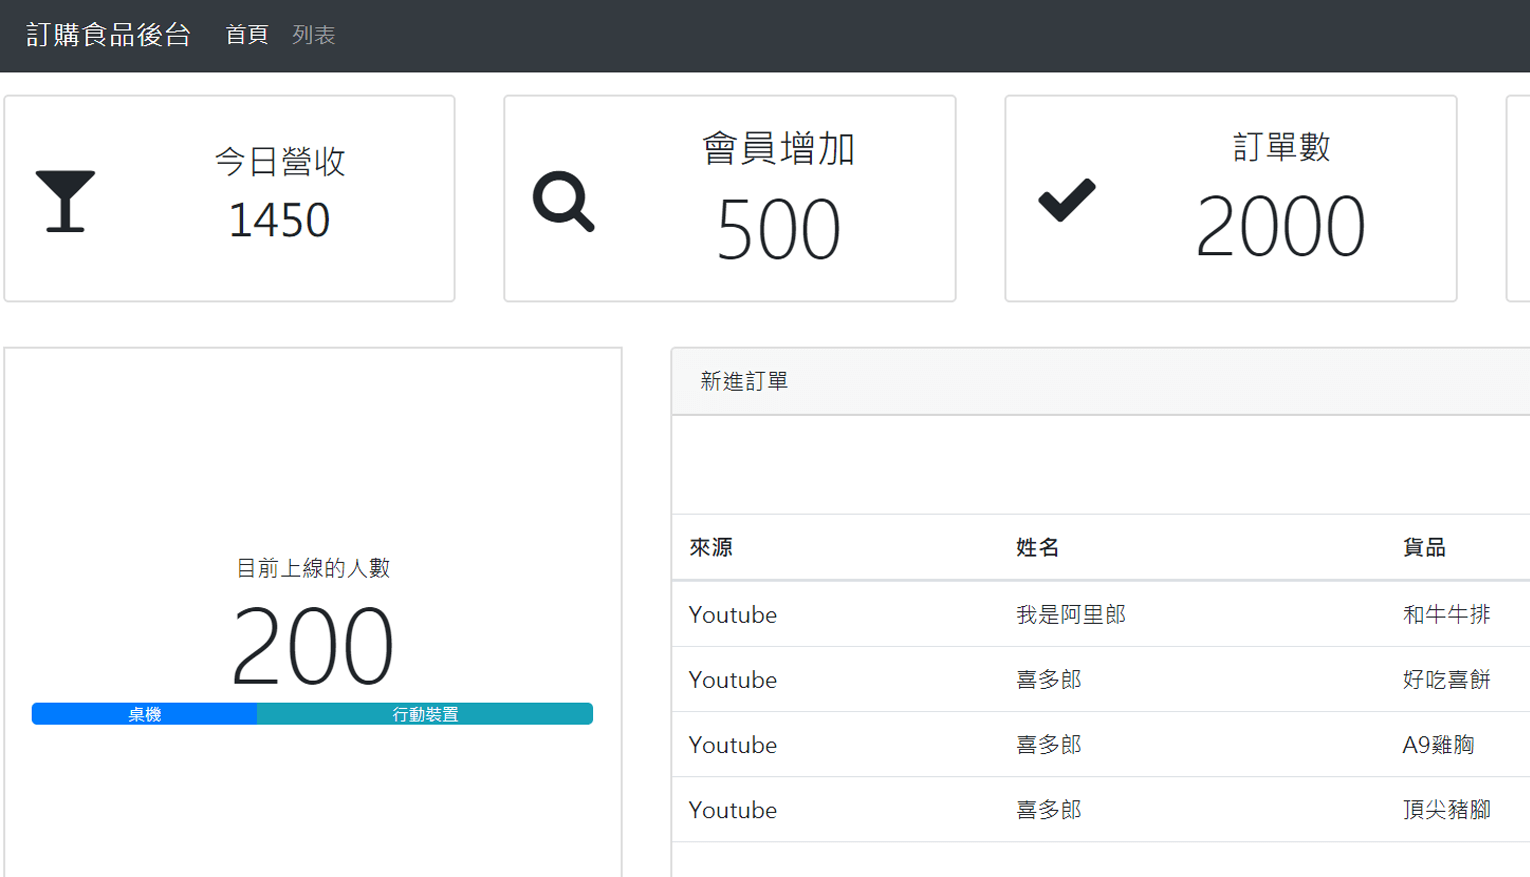 訂購食品後台 首頁 列表
今日營收
1450
會員增加
500
訂單數
2000
目前上線的人數
200
桌機 行動裝置
新進訂單
來源 姓名 貨品
Youtube 我是阿里郎 和牛牛排
Youtube 喜多郎 好吃喜餅
Youtube 喜多郎 A9雞胸
Youtube 喜多郎 頂尖豬腳